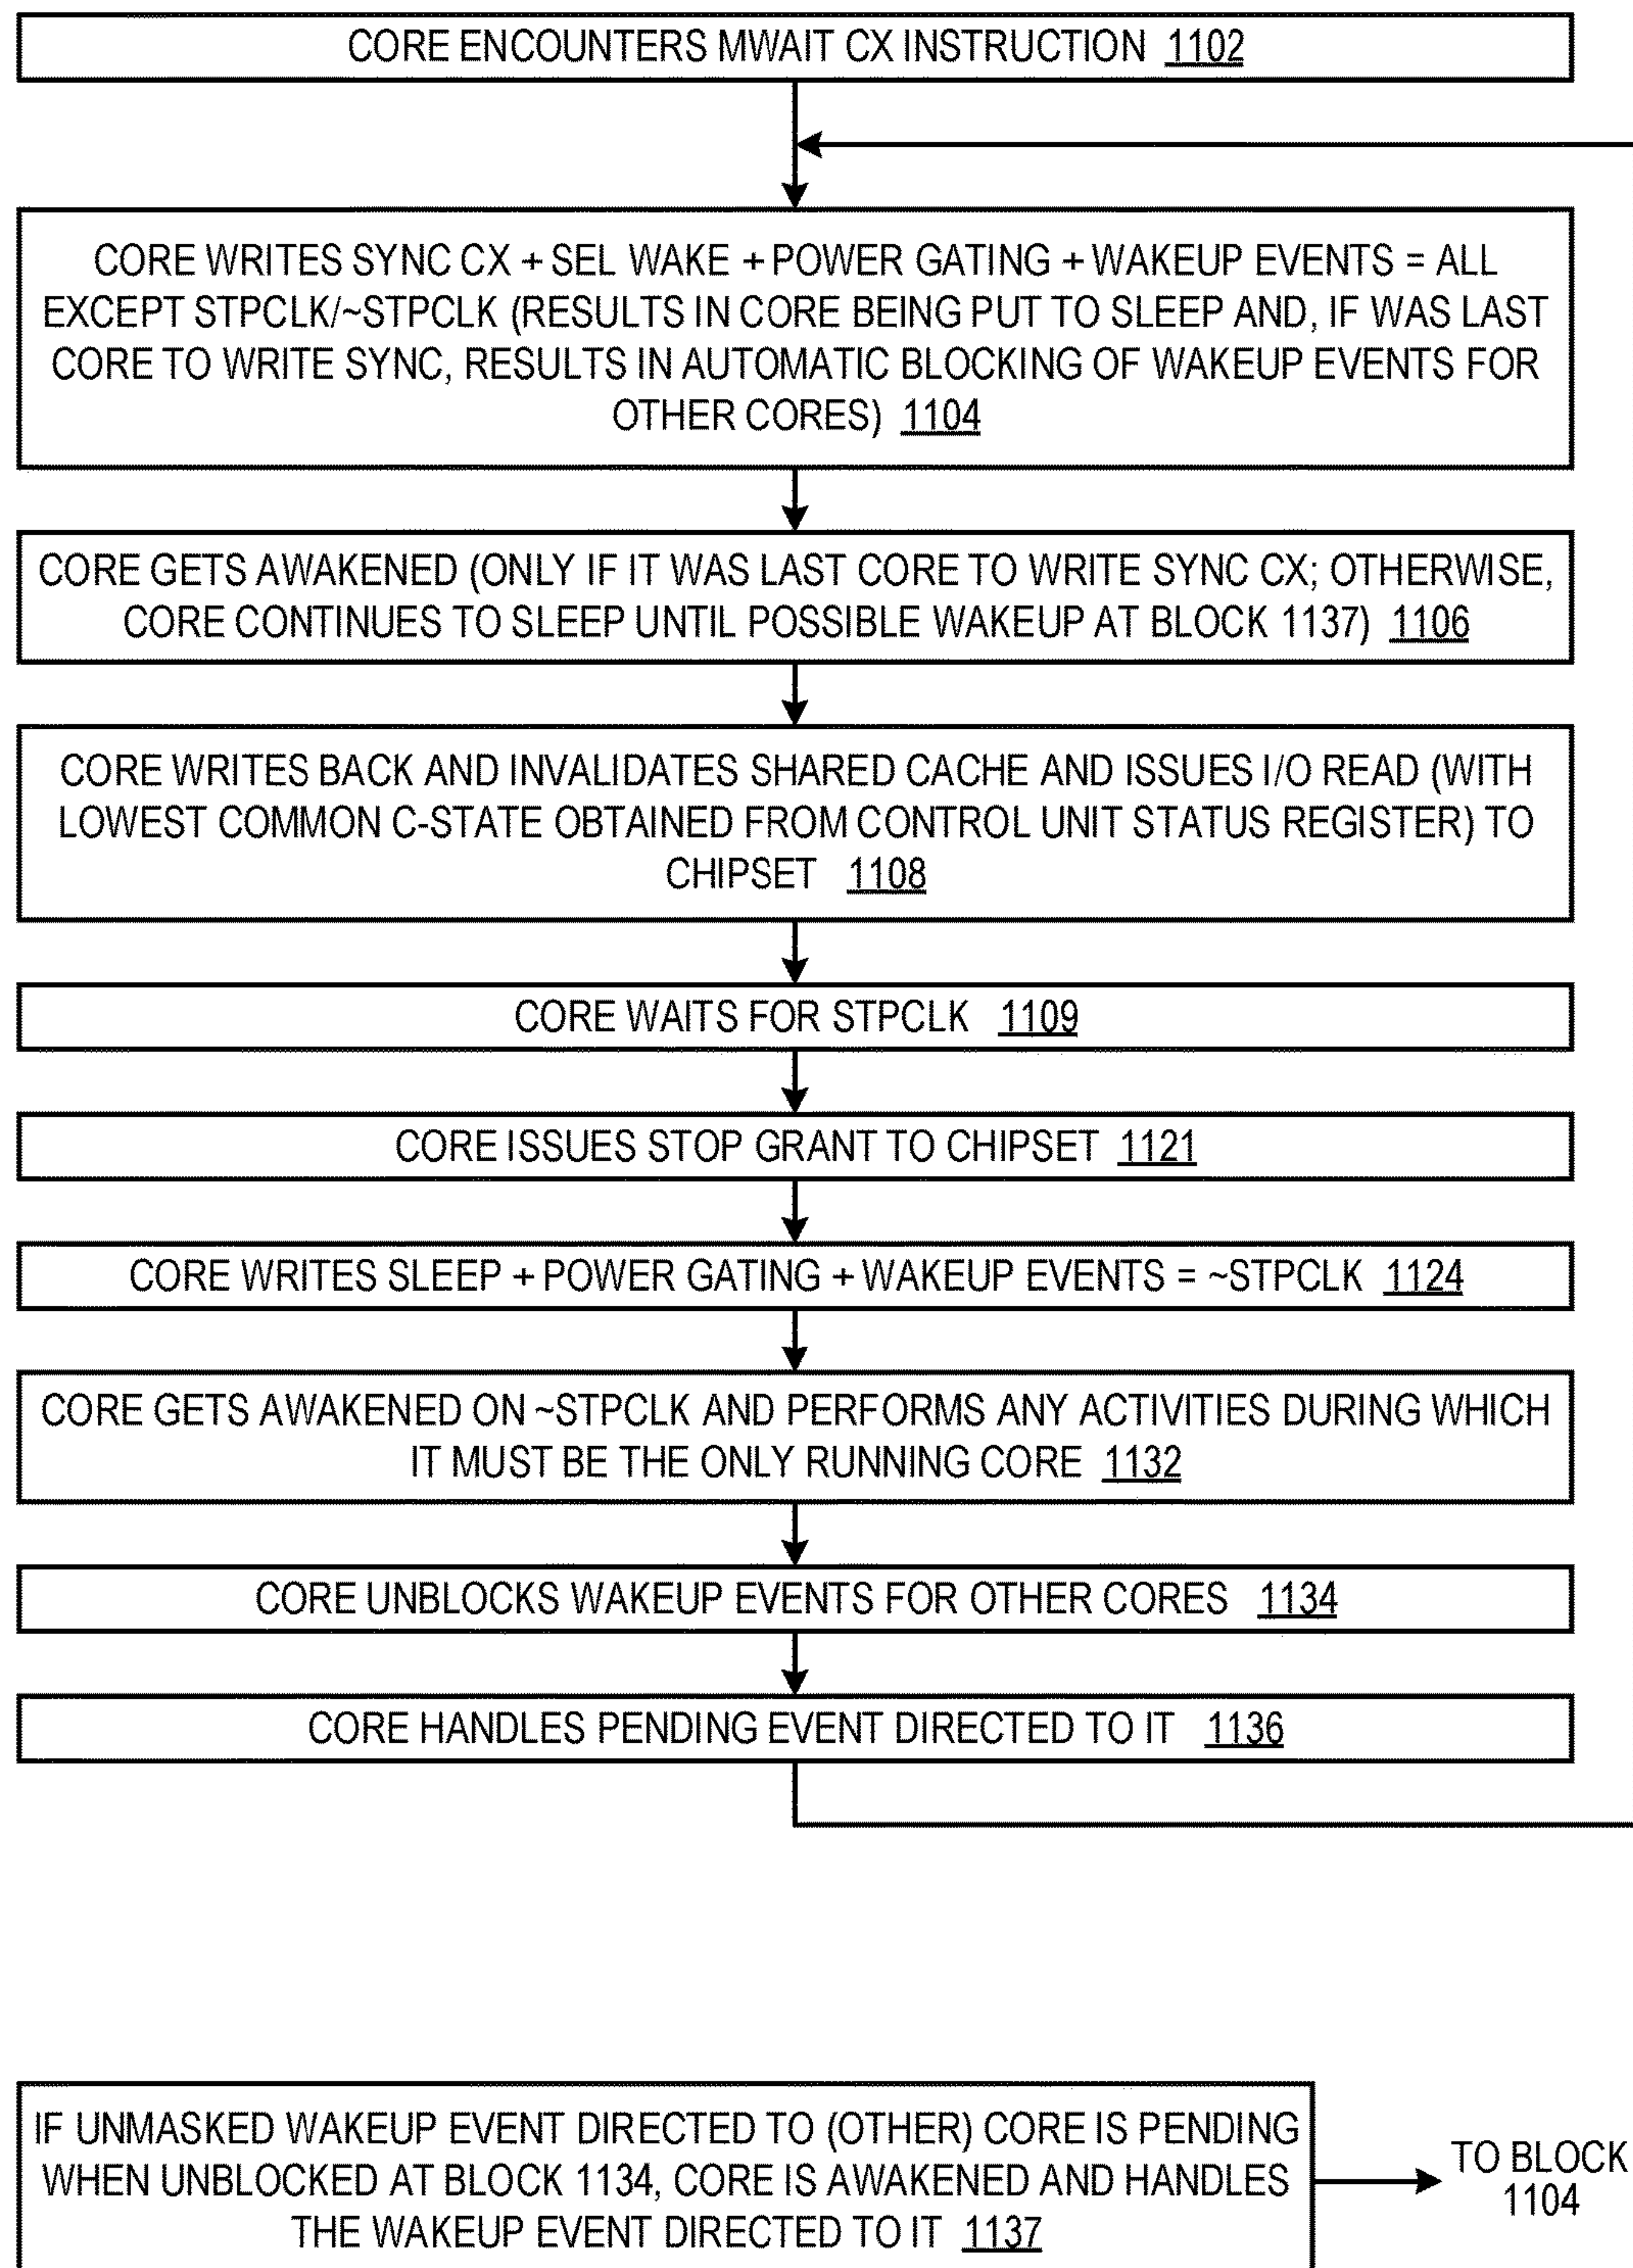 CORE ENCOUNTERS MWAIT CX INSTRUCTION 1102
CORE WRITES SYNC CX + SEL WAKE + POWER GATING + WAKEUP EVENTS = ALL
EXCEPT STPCLK/~STPCLK (RESULTS IN CORE BEING PUT TO SLEEP AND, IF WAS LAST
CORE TO WRITE SYNC, RESULTS IN AUTOMATIC BLOCKING OF WAKEUP EVENTS FOR
OTHER CORES) 1104
CORE GETS AWAKENED (ONLY IF IT WAS LAST CORE TO WRITE SYNC CX; OTHERWISE,
CORE CONTINUES TO SLEEP UNTIL POSSIBLE WAKEUP AT BLOCK 1137) 1106
CORE WRITES BACK AND INVALIDATES SHARED CACHE AND ISSUES I/O READ (WITH
LOWEST COMMON C-STATE OBTAINED FROM CONTROL UNIT STATUS REGISTER) TO
CHIPSET 1108
CORE WAITS FOR STPCLK 1109
CORE ISSUES STOP GRANT TO CHIPSET 1121
CORE WRITES SLEEP + POWER GATING + WAKEUP EVENTS = ~STPCLK 1124
CORE GETS AWAKENED ON ~STPCLK AND PERFORMS ANY ACTIVITIES DURING WHICH
IT MUST BE THE ONLY RUNNING CORE 1132
CORE UNBLOCKS WAKEUP EVENTS FOR OTHER CORES 1134
CORE HANDLES PENDING EVENT DIRECTED TO IT 1136
IF UNMASKED WAKEUP EVENT DIRECTED TO (OTHER) CORE IS PENDING
WHEN UNBLOCKED AT BLOCK 1134, CORE IS AWAKENED AND HANDLES
THE WAKEUP EVENT DIRECTED TO IT 1137
TO BLOCK
1104